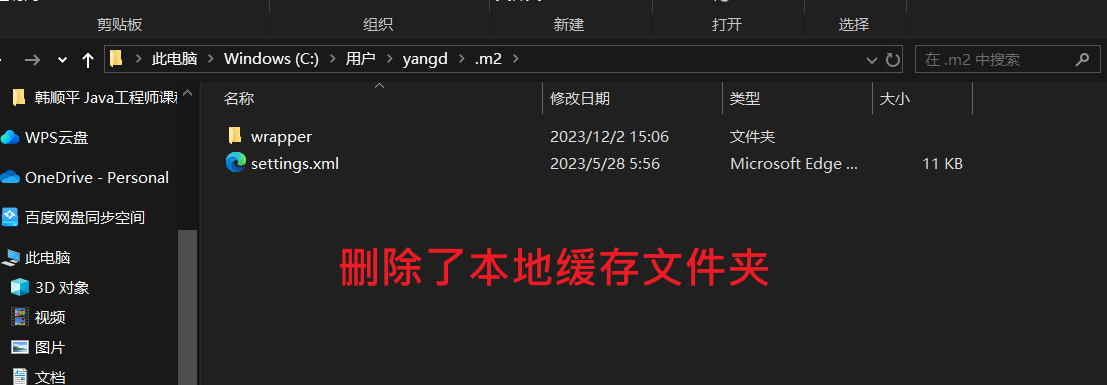 剪贴板 组织 新建 打开 选择
此电脑 Windows (C:) 用户 yangd .m2
在 .m2 中搜索
名称 修改日期 类型 大小
wrapper 2023/12/2 15:06 文件夹
settings.xml 2023/5/28 5:56 Microsoft Edge ... 11 KB
韩顺平 Java工程师课
WPS云盘
OneDrive - Personal
百度网盘同步空间
此电脑
3D 对象
视频
图片
文档
删除了本地缓存文件夹